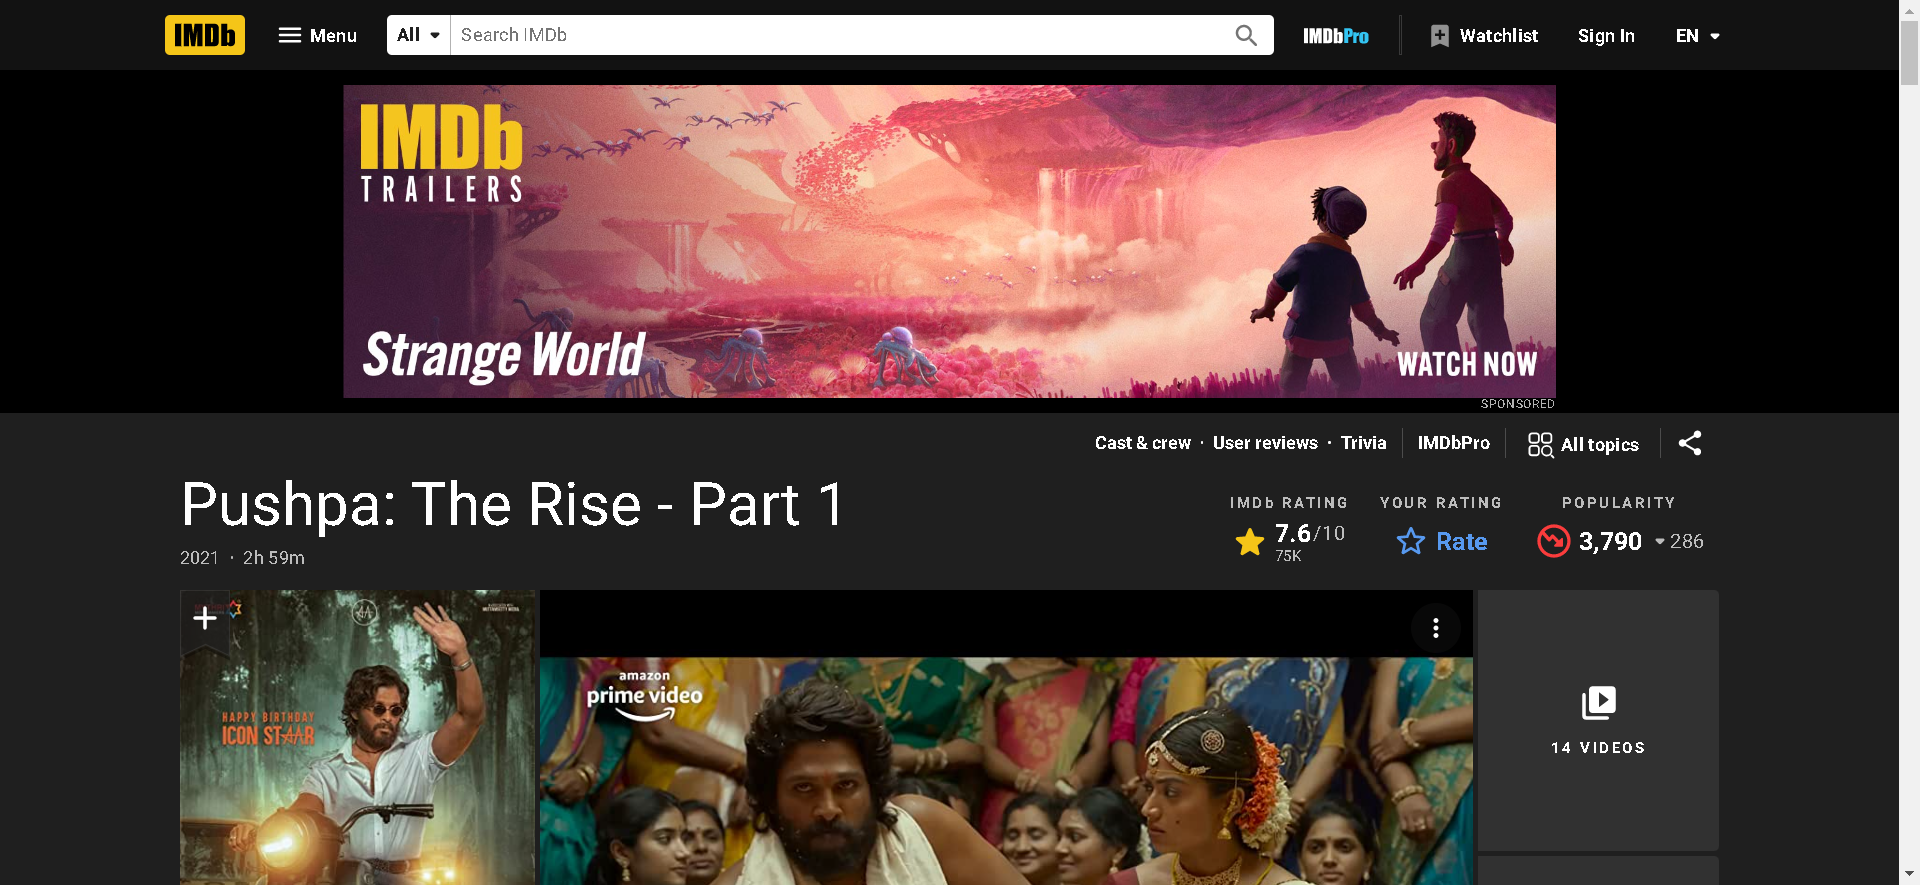 IMDb Menu All Search IMDb IMDbPro Watchlist Sign In EN
IMDb
TRAILERS
Strange World
WATCH NOW
SPONSORED
Cast & crew · User reviews · Trivia IMDbPro All topics
Pushpa: The Rise - Part 1
2021 · 2h 59m
IMDb RATING
7.6/10
75K
YOUR RATING
Rate
POPULARITY
3,790 286
HAPPY BIRTHDAY
ICON STAAR
amazon
prime video
14 VIDEOS